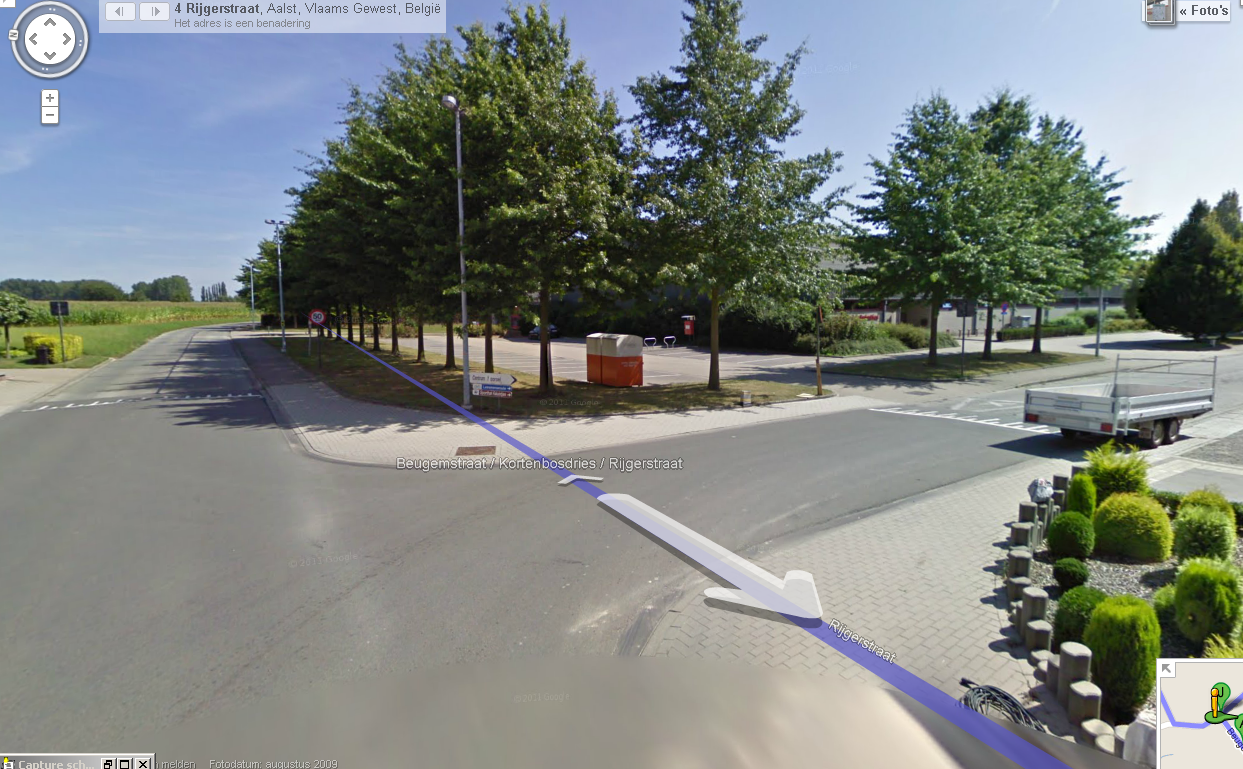 4 Rijgerstraat, Aalst, Vlaams Gewest, België
Het adres is een benadering
« Foto's
Beugemstraat / Kortenbosdries / Rijgerstraat
Rijgerstraat
Capture sch...
melden Fotodatum: augustus 2009